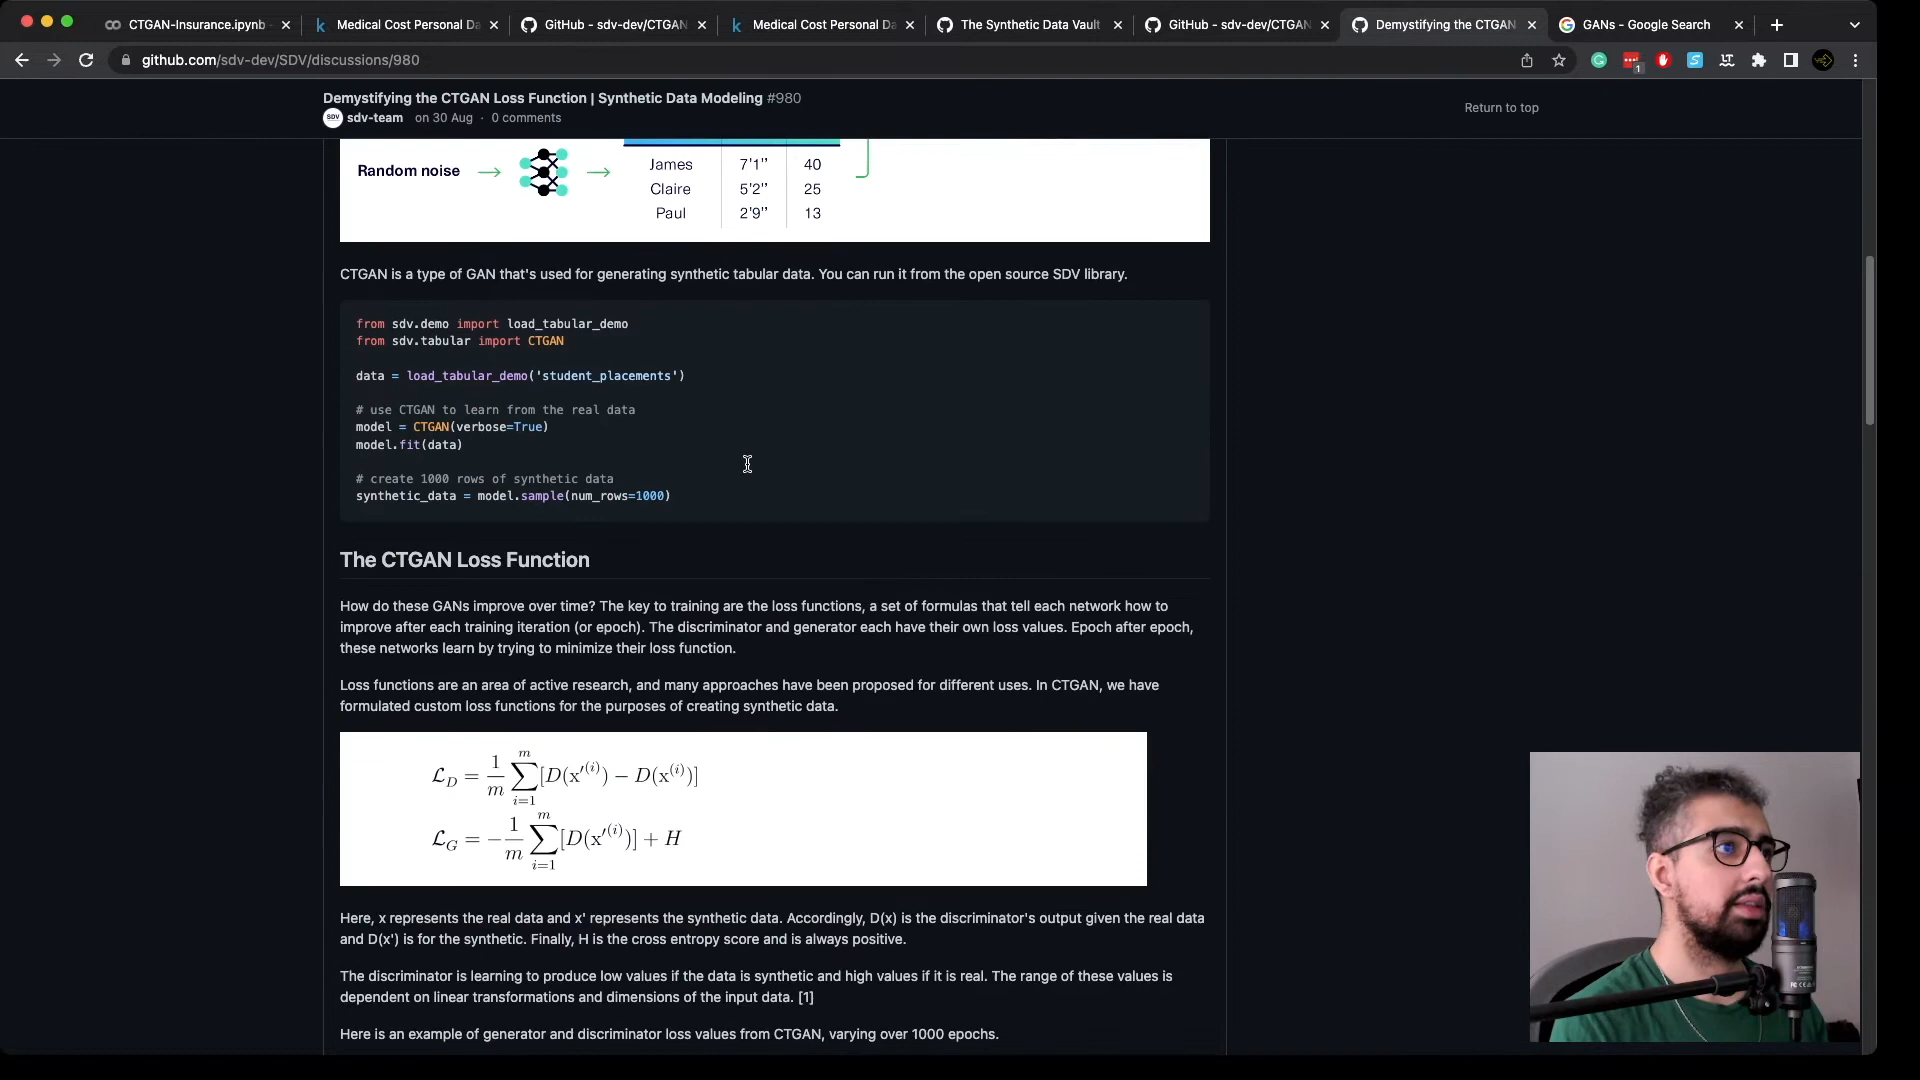 CTGAN-Insurance.ipynb
Medical Cost Personal Da
GitHub - sdv-dev/CTGAN
Medical Cost Personal Da
The Synthetic Data Vault
GitHub - sdv-dev/CTGAN
Demystifying the CTGAN
GANs - Google Search
github.com/sdv-dev/SDV/discussions/980
1
Demystifying the CTGAN Loss Function | Synthetic Data Modeling #980
SDV sdv-team on 30 Aug · 0 comments
Return to top
James 7'1’’ 40
Random noise
Claire 5'2’’ 25
Paul 2'9’’ 13
CTGAN is a type of GAN that's used for generating synthetic tabular data. You can run it from the open source SDV library.
from sdv.demo import load_tabular_demo
from sdv.tabular import CTGAN
data = load_tabular_demo('student_placements')
# use CTGAN to learn from the real data
model = CTGAN(verbose=True)
model.fit(data)
# create 1000 rows of synthetic data
synthetic_data = model.sample(num_rows=1000)
The CTGAN Loss Function
How do these GANs improve over time? The key to training are the loss functions, a set of formulas that tell each network how to
improve after each training iteration (or epoch). The discriminator and generator each have their own loss values. Epoch after epoch,
these networks learn by trying to minimize their loss function.
Loss functions are an area of active research, and many approaches have been proposed for different uses. In CTGAN, we have
formulated custom loss functions for the purposes of creating synthetic data.
ℒ_D = 1/m ∑_{i=1}^{m} [D(x′^{(i)}) − D(x^{(i)})]
ℒ_G = −1/m ∑_{i=1}^{m} [D(x′^{(i)})] + H
Here, x represents the real data and x' represents the synthetic data. Accordingly, D(x) is the discriminator's output given the real data
and D(x') is for the synthetic. Finally, H is the cross entropy score and is always positive.
The discriminator is learning to produce low values if the data is synthetic and high values if it is real. The range of these values is
dependent on linear transformations and dimensions of the input data. [1]
Here is an example of generator and discriminator loss values from CTGAN, varying over 1000 epochs.